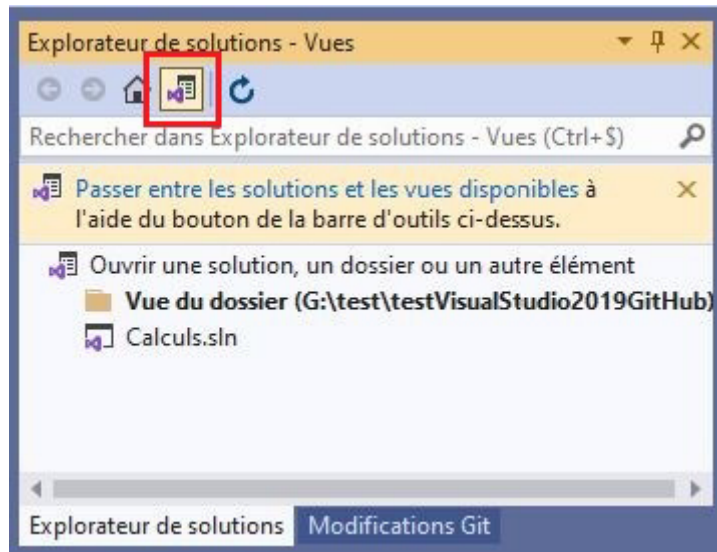 Explorateur de solutions - Vues
Rechercher dans Explorateur de solutions - Vues (Ctrl+$)
Passer entre les solutions et les vues disponibles à
l'aide du bouton de la barre d'outils ci-dessus.
Ouvrir une solution, un dossier ou un autre élément
Vue du dossier (G:\test\testVisualStudio2019GitHub)
Calculs.sln
Explorateur de solutions
Modifications Git